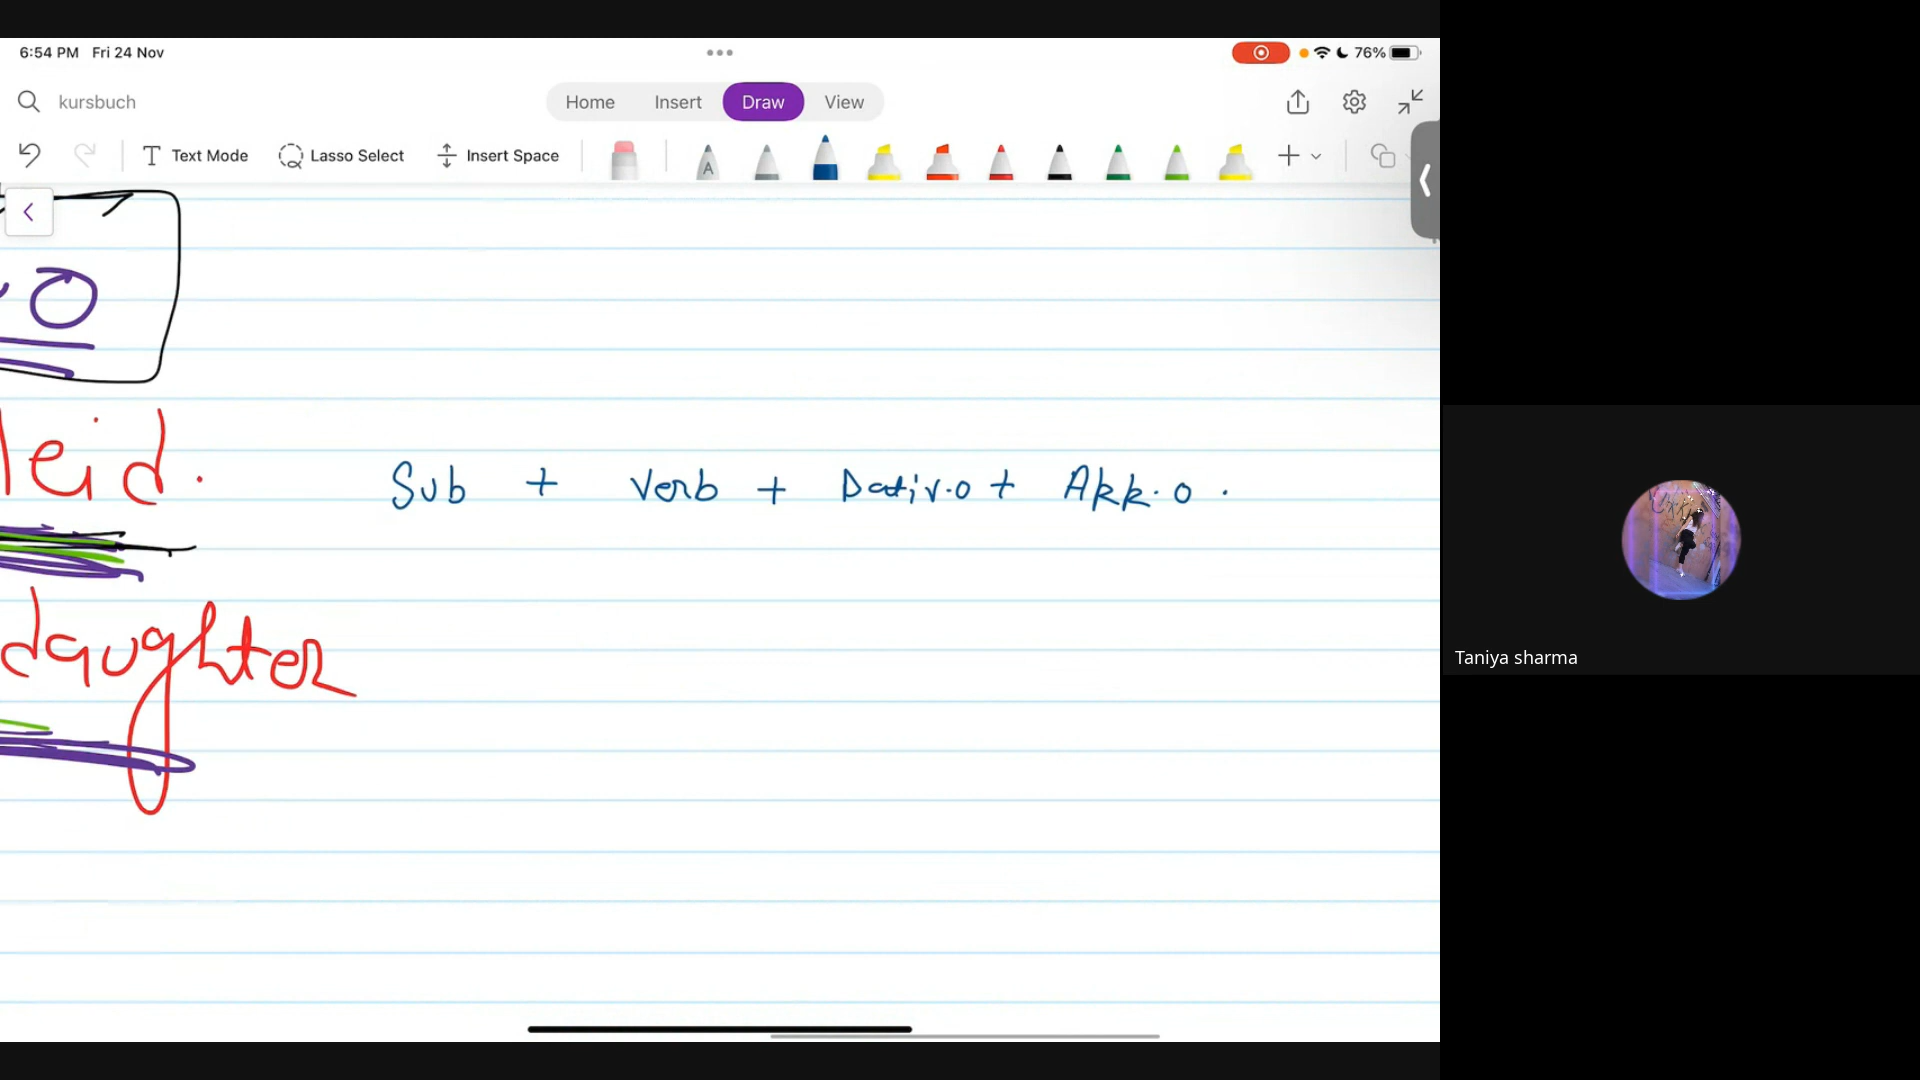 6:54 PM Fri 24 Nov 76%
kursbuch Home Insert Draw View
Text Mode Lasso Select Insert Space A
O
leid.
Sub + Verb + Dativ.o + Akk.o.
daughter
Taniya sharma